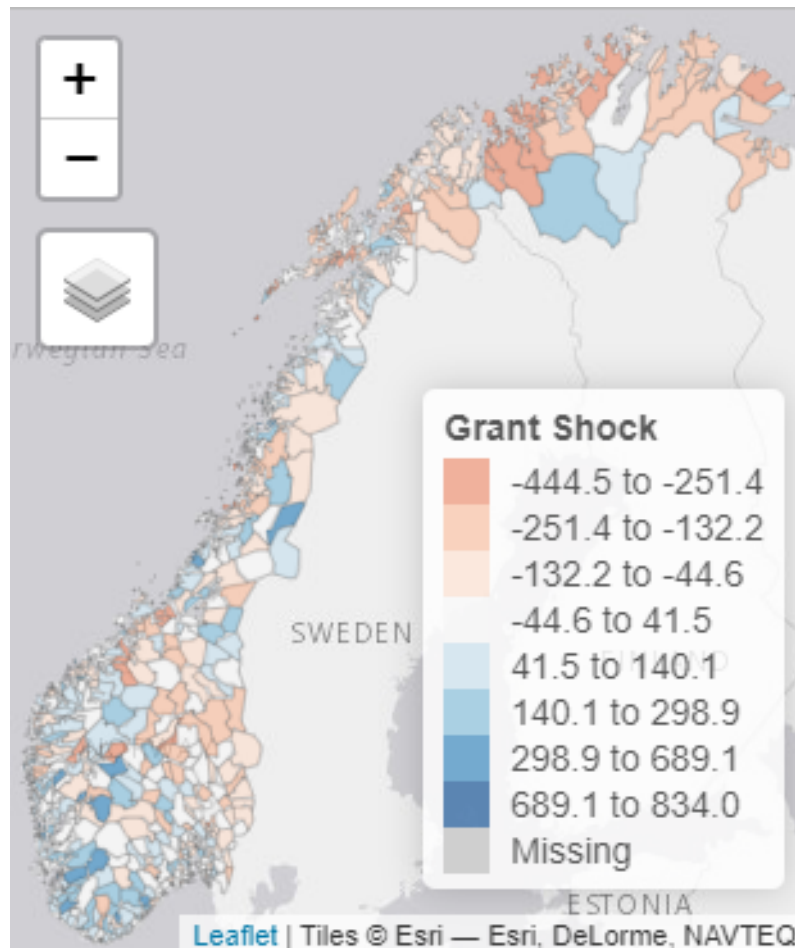 +
−
rwegian Sea
Grant Shock
-444.5 to -251.4
-251.4 to -132.2
-132.2 to -44.6
-44.6 to 41.5
41.5 to 140.1
140.1 to 298.9
298.9 to 689.1
689.1 to 834.0
Missing
SWEDEN
FINLAND
ESTONIA
Leaflet | Tiles © Esri — Esri, DeLorme, NAVTEQ